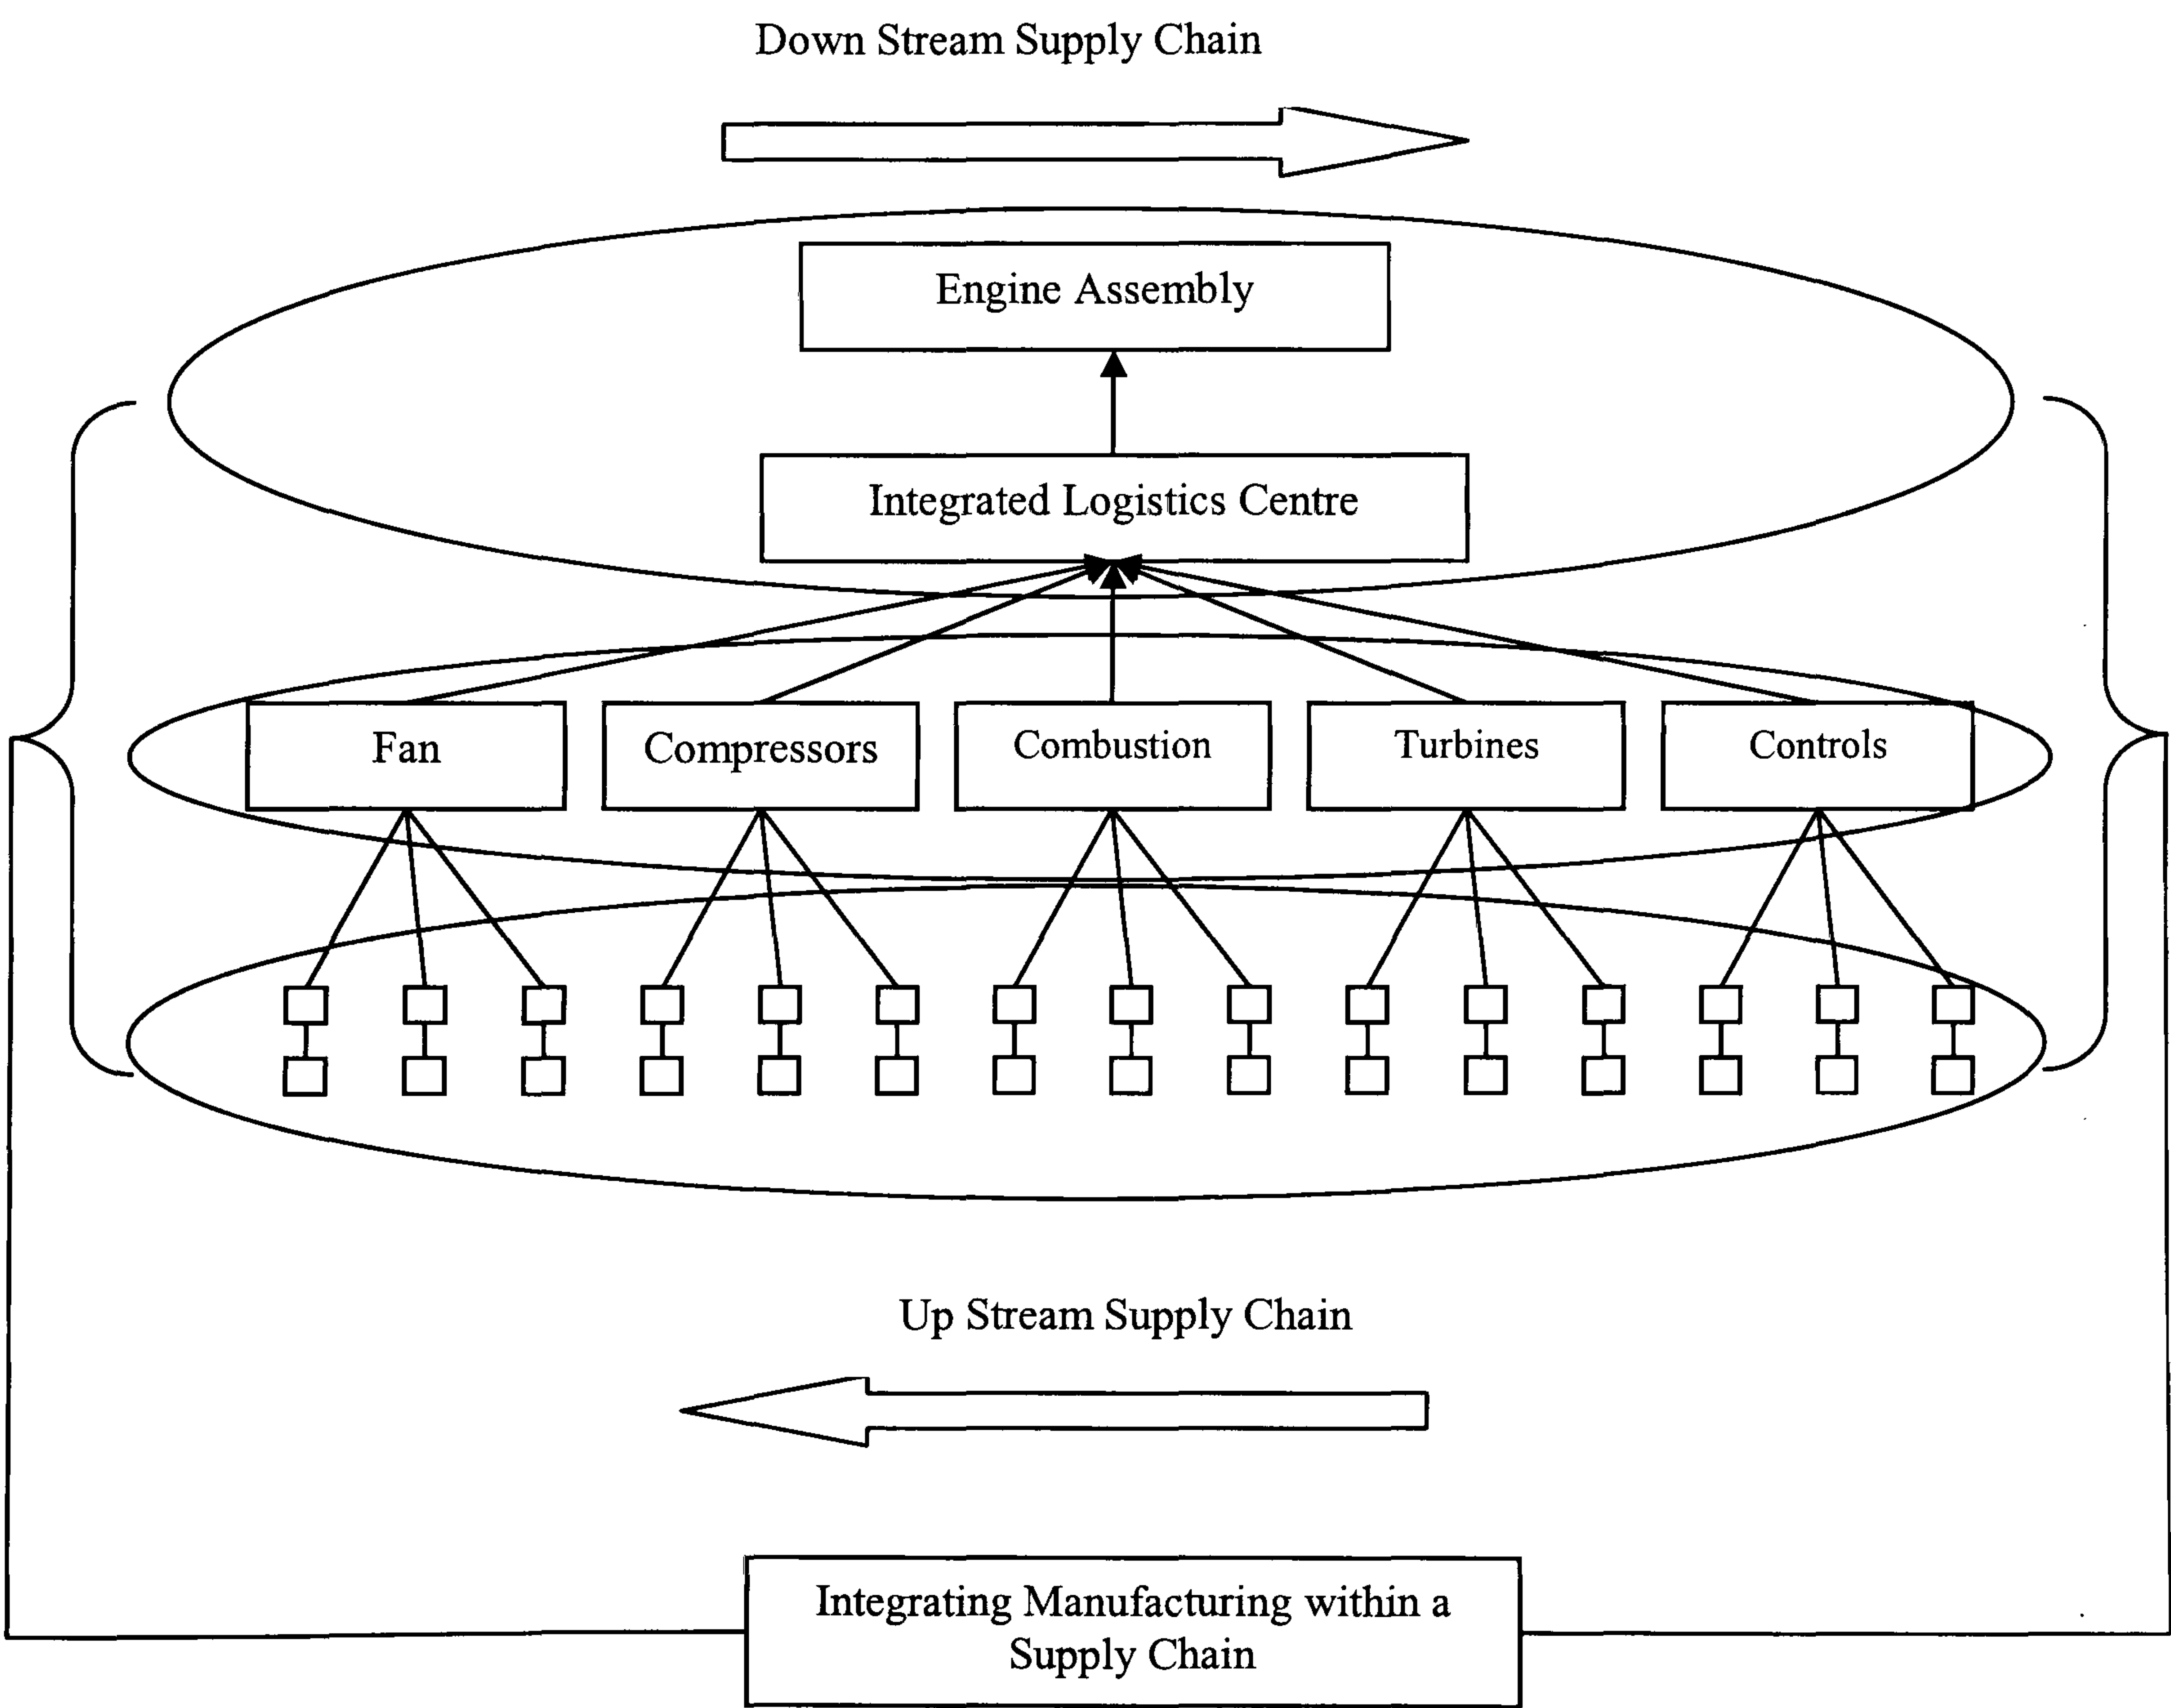 Down Stream Supply Chain
Engine Assembly
Integrated Logistics Centre
Fan
Compressors
Combustion
Turbines
Controls
Up Stream Supply Chain
Integrating Manufacturing within a
Supply Chain